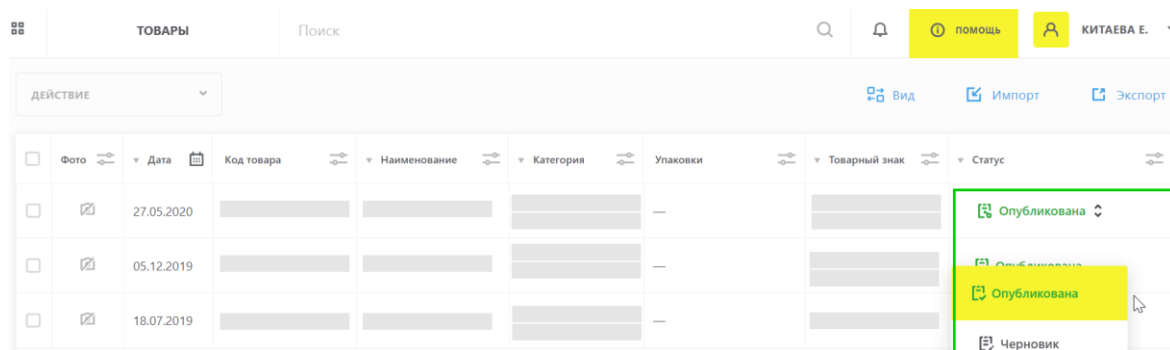 ТОВАРЫ Поиск ПОМОЩЬ КИТАЕВА Е.
ДЕЙСТВИЕ Вид Импорт Экспорт
Фото Дата Код товара Наименование Категория Упаковки Товарный знак Статус
27.05.2020 — Опубликована
05.12.2019 — Опубликована
Опубликована
18.07.2019 —
Черновик